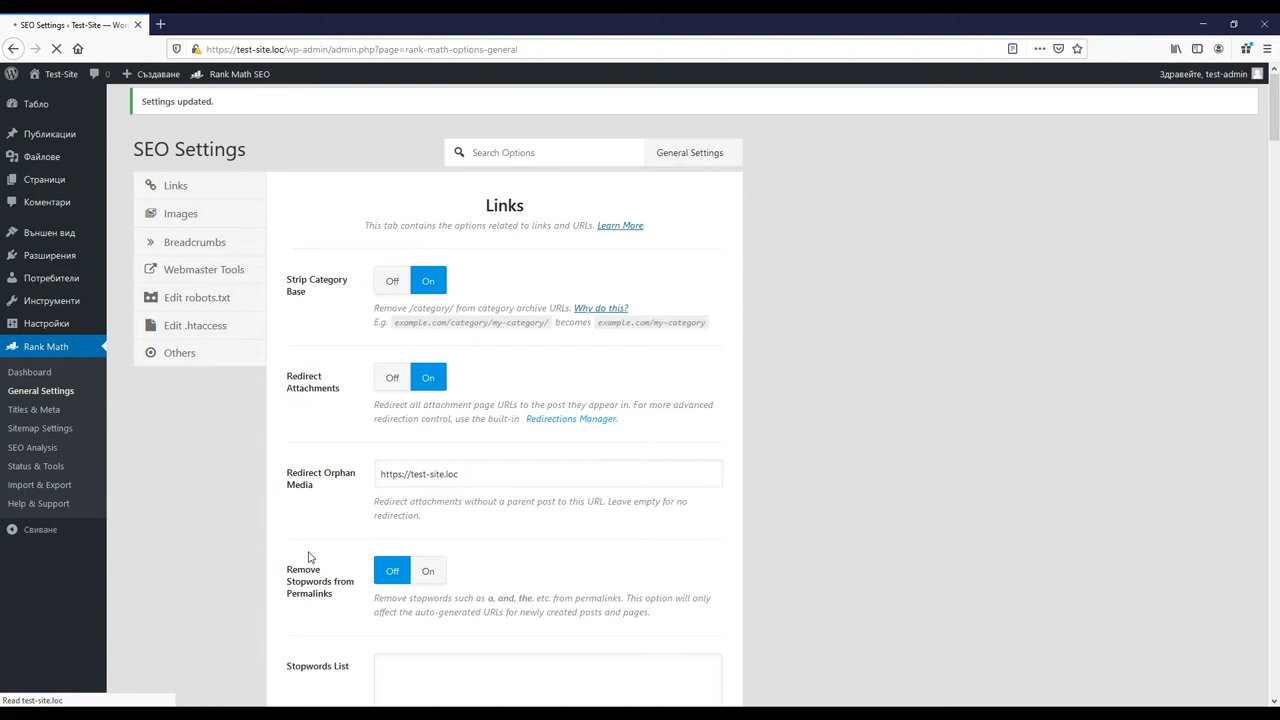 SEO Settings ‹ Test-Site — Wor
https://test-site.loc/wp-admin/admin.php?page=rank-math-options-general
Test-Site
0
Създаване
Rank Math SEO
Здравейте, test-admin
Табло
Публикации
Файлове
Страници
Коментари
Външен вид
Разширения
Потребители
Инструменти
Настройки
Rank Math
Dashboard
General Settings
Titles & Meta
Sitemap Settings
SEO Analysis
Status & Tools
Import & Export
Help & Support
Свиване
Settings updated.
SEO Settings
Search Options
General Settings
Links
Images
Breadcrumbs
Webmaster Tools
Edit robots.txt
Edit .htaccess
Others
Links
This tab contains the options related to links and URLs. Learn More.
Strip Category
Base
Off
On
Remove /category/ from category archive URLs. Why do this?
E.g. example.com/category/my-category/ becomes example.com/my-category
Redirect
Attachments
Off
On
Redirect all attachment page URLs to the post they appear in. For more advanced
redirection control, use the built-in Redirections Manager.
Redirect Orphan
Media
https://test-site.loc
Redirect attachments without a parent post to this URL. Leave empty for no
redirection.
Remove
Stopwords from
Permalinks
Off
On
Remove stopwords such as a, and, the, etc. from permalinks. This option will only
affect the auto-generated URLs for newly created posts and pages.
Stopwords List
Read test-site.loc